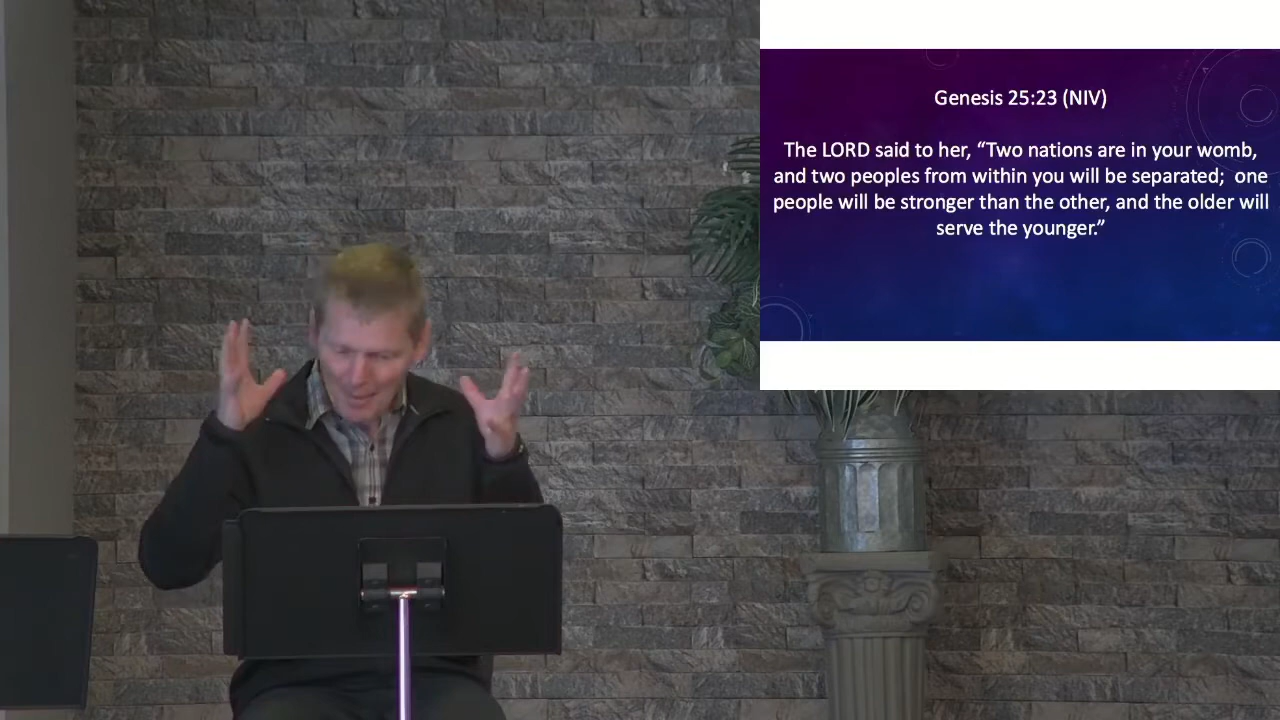 Genesis 25:23 (NIV)
The LORD said to her, “Two nations are in your womb,
and two peoples from within you will be separated;  one
people will be stronger than the other, and the older will
serve the younger.”